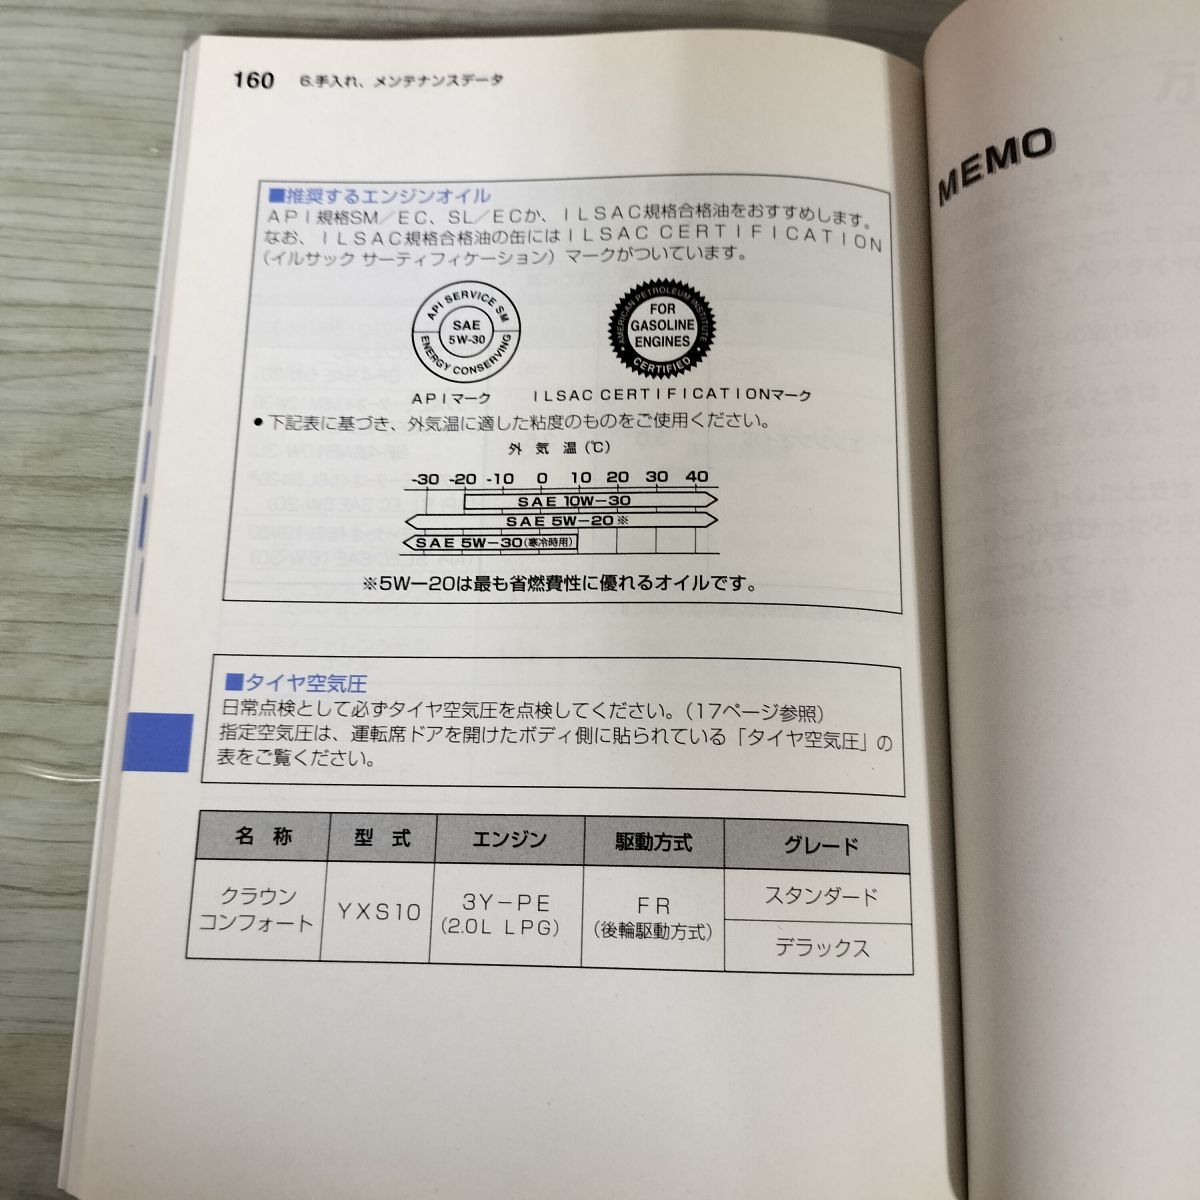 160 6.手入れ、メンテナンスデータ
■推奨するエンジンオイル
API規格SM／EC、SL／ECか、ILSAC規格合格油をおすすめします。
なお、ILSAC規格合格油の缶にはILSAC CERTIFICATION
（イルサック サーティフィケーション）マークがついています。
API SERVICE SM
SAE
5W-30
ENERGY CONSERVING
AMERICAN PETROLEUM INSTITUTE
FOR
GASOLINE
ENGINES
CERTIFIED
APIマーク ILSAC CERTIFICATIONマーク
●下記表に基づき、外気温に適した粘度のものをご使用ください。
外 気 温（℃）
-30 -20 -10 0 10 20 30 40
SAE 10W－30
SAE 5W－20※
SAE 5W－30（寒冷時用）
※5W－20は最も省燃費性に優れるオイルです。
■タイヤ空気圧
日常点検として必ずタイヤ空気圧を点検してください。（17ページ参照）
指定空気圧は、運転席ドアを開けたボディ側に貼られている「タイヤ空気圧」の
表をご覧ください。
名 称 型 式 エンジン 駆動方式 グレード
クラウン
コンフォート
YXS10
3Y－PE
（2.0L LPG）
FR
（後輪駆動方式）
スタンダード
デラックス
MEMO